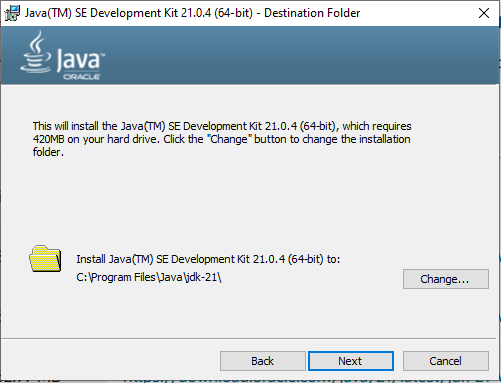 Java(TM) SE Development Kit 21.0.4 (64-bit) - Destination Folder
Java
ORACLE
This will install the Java(TM) SE Development Kit 21.0.4 (64-bit), which requires
420MB on your hard drive. Click the "Change" button to change the installation
folder.
Install Java(TM) SE Development Kit 21.0.4 (64-bit) to:
C:\Program Files\Java\jdk-21\
Change...
Back
Next
Cancel